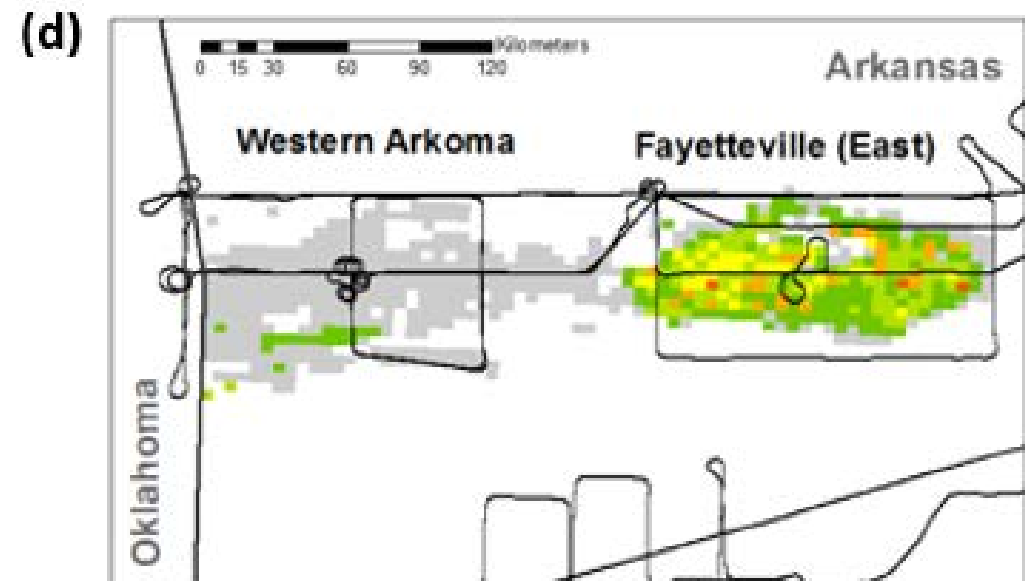 (d)
Kilometers
0 15 30 60 90 120
Arkansas
Western Arkoma
Fayetteville (East)
Oklahoma